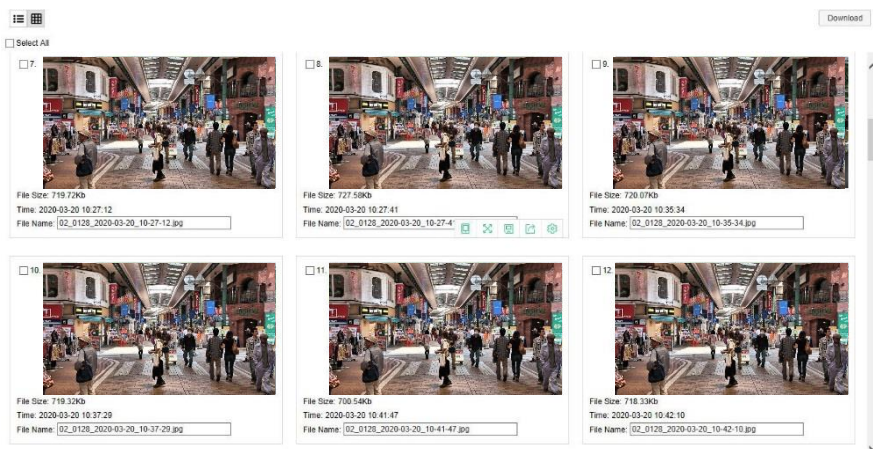 Download
Select All
7.
8.
9.
File Size: 719.72Kb
Time: 2020-03-20 10:27:12
File Name: 02_0128_2020-03-20_10-27-12.jpg
File Size: 727.58Kb
Time: 2020-03-20 10:27:41
File Name: 02_0128_2020-03-20_10-27-41
File Size: 720.07Kb
Time: 2020-03-20 10:35:34
File Name: 02_0128_2020-03-20_10-35-34.jpg
10.
11.
12.
File Size: 719.32Kb
Time: 2020-03-20 10:37:29
File Name: 02_0128_2020-03-20_10-37-29.jpg
File Size: 700.54Kb
Time: 2020-03-20 10:41:47
File Name: 02_0128_2020-03-20_10-41-47.jpg
File Size: 718.33Kb
Time: 2020-03-20 10:42:10
File Name: 02_0128_2020-03-20_10-42-10.jpg